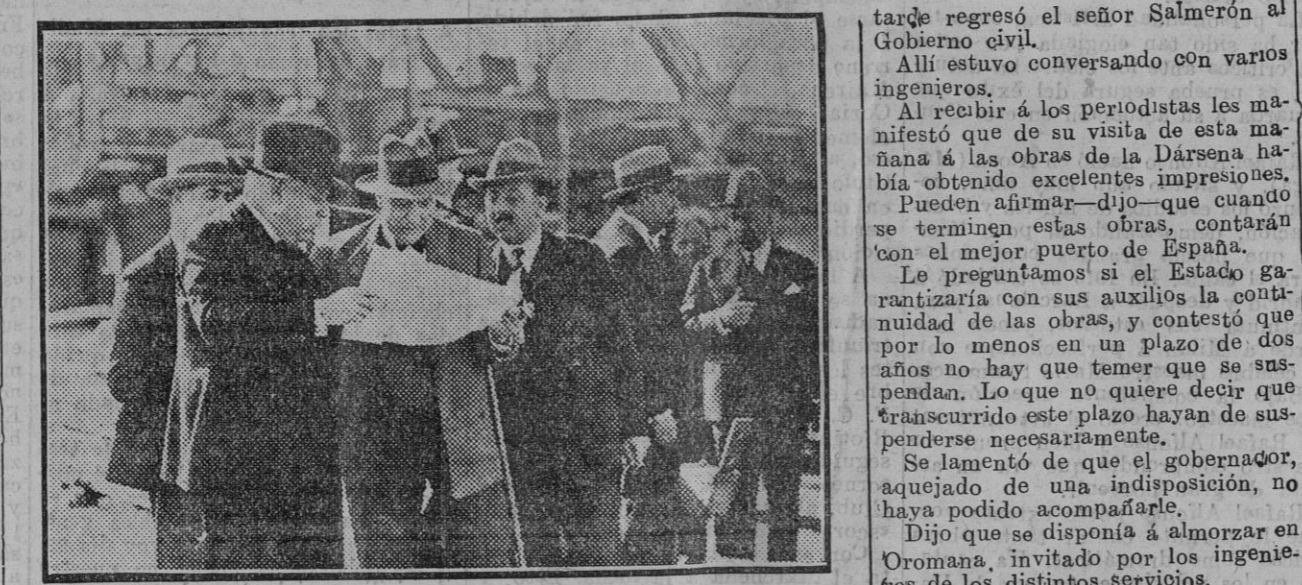 tarde regresó el señor Salmerón al
Gobierno civil.
Allí estuvo conversando con varios
ingenieros.
Al recibir á los periodistas les ma-
nifestó que de su visita de esta ma-
ñana á las obras de la Dársena ha-
bía obtenido excelentes impresiones.
Pueden afirmar—dijo—que cuando
se terminen estas obras, contarán
con el mejor puerto de España.
Le preguntamos si el Estado ga-
rantizaría con sus auxilios la conti-
nuidad de las obras, y contestó que
por lo menos en un plazo de dos
años no hay que temer que se sus-
pendan. Lo que no quiere decir que
transcurrido este plazo hayan de sus-
penderse necesariamente.
Se lamentó de que el gobernador,
aquejado de una indisposición, no
haya podido acompañarle.
Dijo que se disponía á almorzar en
Oromana, invitado por los ingenie-
ros de los distintos servicios.